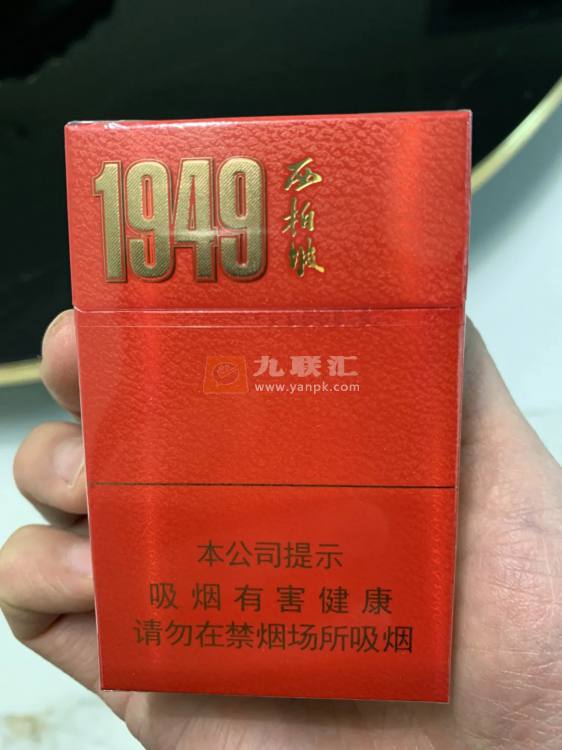 1949
西柏坡
九联汇
www.yanpk.com
本公司提示
吸烟有害健康
请勿在禁烟场所吸烟